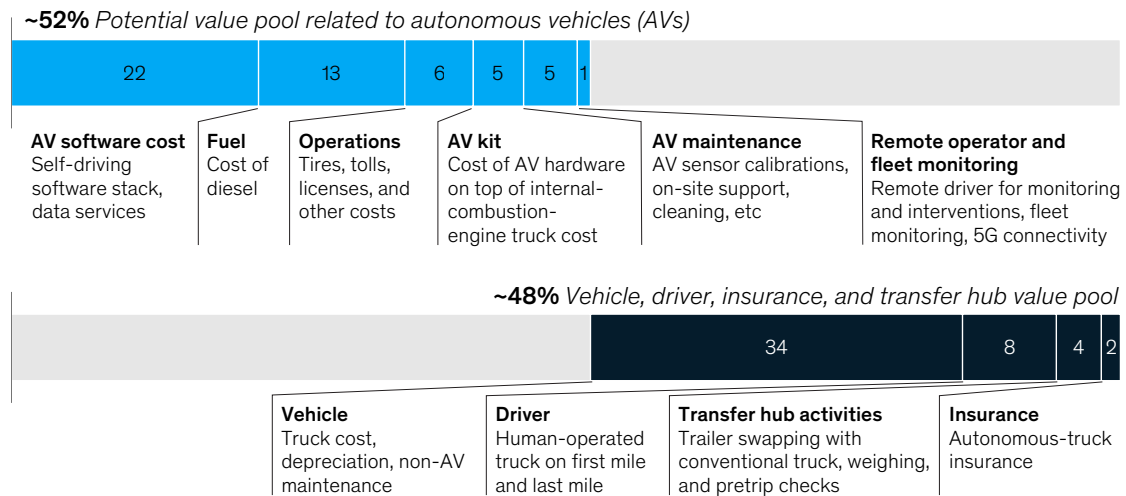 ~52% Potential value pool related to autonomous vehicles (AVs)
22
13
6
5
5
1
AV software cost
Self-driving
software stack,
data services
Fuel
Cost of
diesel
Operations
Tires, tolls,
licenses, and
other costs
AV kit
Cost of AV hardware
on top of internal-
combustion-
engine truck cost
AV maintenance
AV sensor calibrations,
on-site support,
cleaning, etc
Remote operator and
fleet monitoring
Remote driver for monitoring
and interventions, fleet
monitoring, 5G connectivity
~48% Vehicle, driver, insurance, and transfer hub value pool
34
8
4
2
Vehicle
Truck cost,
depreciation, non-AV
maintenance
Driver
Human-operated
truck on first mile
and last mile
Transfer hub activities
Trailer swapping with
conventional truck, weighing,
and pretrip checks
Insurance
Autonomous-truck
insurance